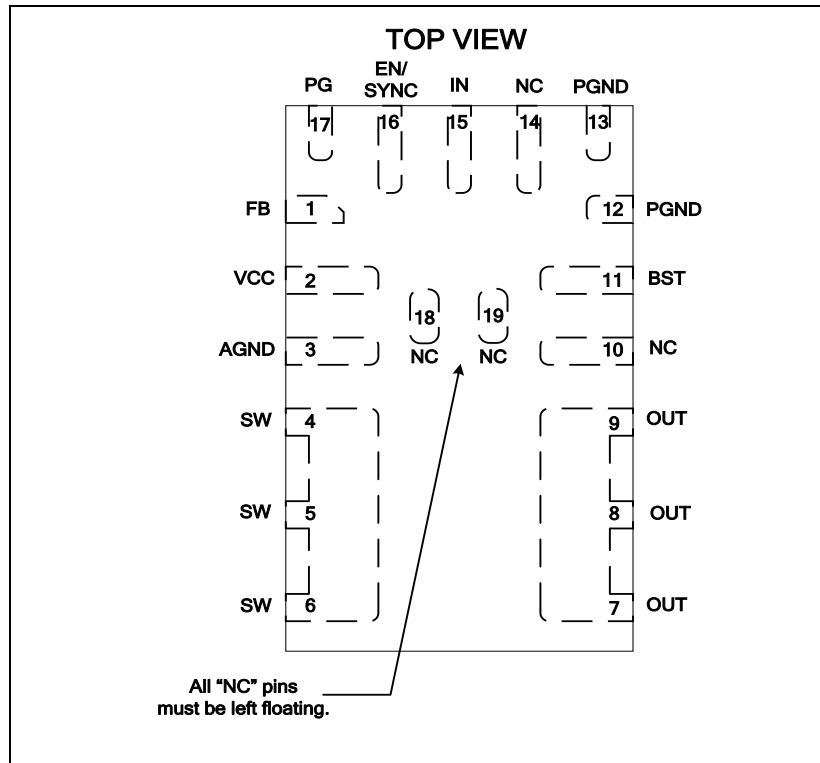 TOP VIEW
PG
EN/
SYNC
IN
NC
PGND
17
16
15
14
13
FB
1
12
PGND
VCC
2
11
BST
18
19
AGND
3
NC
NC
10
NC
SW
4
9
OUT
SW
5
8
OUT
SW
6
7
OUT
All “NC” pins
must be left floating.